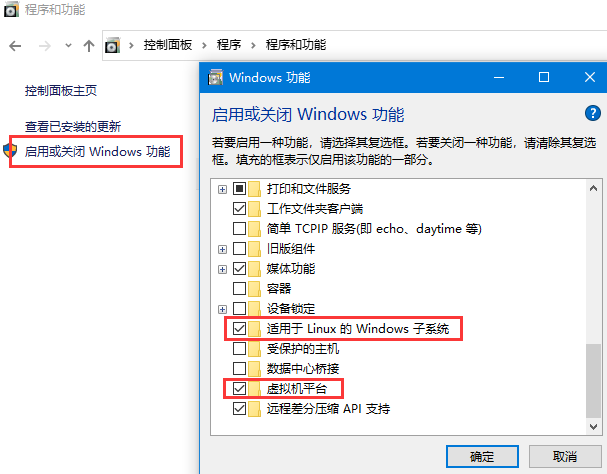 程序和功能
控制面板 程序 程序和功能
控制面板主页
查看已安装的更新
启用或关闭 Windows 功能
Windows 功能
启用或关闭 Windows 功能
若要启用一种功能，请选择其复选框。若要关闭一种功能，请清除其复选
框。填充的框表示仅启用该功能的一部分。
打印和文件服务
工作文件夹客户端
简单 TCPIP 服务(即 echo、daytime 等)
旧版组件
媒体功能
容器
设备锁定
适用于 Linux 的 Windows 子系统
受保护的主机
数据中心桥接
虚拟机平台
远程差分压缩 API 支持
确定 取消